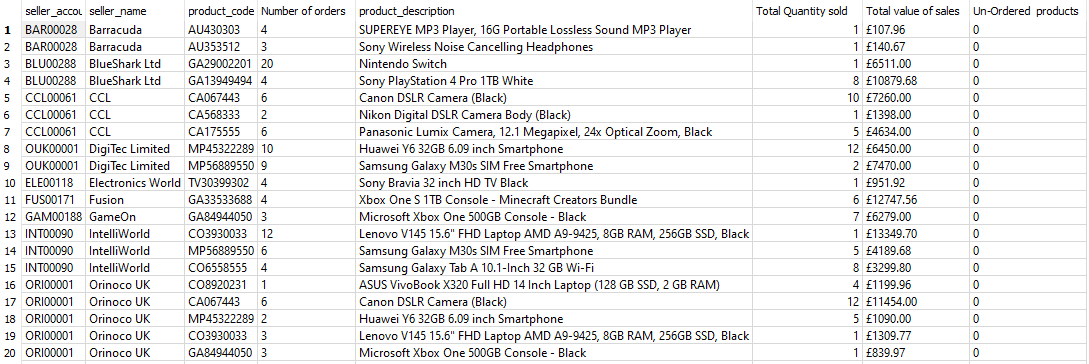 seller_accou seller_name product_code Number of orders product_description Total Quantity sold Total value of sales Un-Ordered products
1 BAR00028 Barracuda AU430303 4 SUPEREYE MP3 Player, 16G Portable Lossless Sound MP3 Player 1 £107.96 0
2 BAR00028 Barracuda AU353512 3 Sony Wireless Noise Cancelling Headphones 1 £140.67 0
3 BLU00288 BlueShark Ltd GA29002201 20 Nintendo Switch 1 £6511.00 0
4 BLU00288 BlueShark Ltd GA13949494 4 Sony PlayStation 4 Pro 1TB White 8 £10879.68 0
5 CCL00061 CCL CA067443 6 Canon DSLR Camera (Black) 10 £7260.00 0
6 CCL00061 CCL CA568333 2 Nikon Digital DSLR Camera Body (Black) 1 £1398.00 0
7 CCL00061 CCL CA175555 6 Panasonic Lumix Camera, 12.1 Megapixel, 24x Optical Zoom, Black 5 £4634.00 0
8 OUK00001 DigiTec Limited MP45322289 10 Huawei Y6 32GB 6.09 inch Smartphone 12 £6450.00 0
9 OUK00001 DigiTec Limited MP56889550 9 Samsung Galaxy M30s SIM Free Smartphone 2 £7470.00 0
10 ELE00118 Electronics World TV30399302 4 Sony Bravia 32 inch HD TV Black 1 £951.92 0
11 FUS00171 Fusion GA33533688 4 Xbox One S 1TB Console - Minecraft Creators Bundle 6 £12747.56 0
12 GAM00188 GameOn GA84944050 3 Microsoft Xbox One 500GB Console - Black 7 £6279.00 0
13 INT00090 IntelliWorld CO3930033 12 Lenovo V145 15.6" FHD Laptop AMD A9-9425, 8GB RAM, 256GB SSD, Black 1 £13349.70 0
14 INT00090 IntelliWorld MP56889550 6 Samsung Galaxy M30s SIM Free Smartphone 5 £4189.68 0
15 INT00090 IntelliWorld CO6558555 4 Samsung Galaxy Tab A 10.1-Inch 32 GB Wi-Fi 8 £3299.80 0
16 ORI00001 Orinoco UK CO8920231 1 ASUS VivoBook X320 Full HD 14 Inch Laptop (128 GB SSD, 2 GB RAM) 4 £1199.96 0
17 ORI00001 Orinoco UK CA067443 6 Canon DSLR Camera (Black) 12 £11454.00 0
18 ORI00001 Orinoco UK MP45322289 2 Huawei Y6 32GB 6.09 inch Smartphone 5 £1090.00 0
19 ORI00001 Orinoco UK CO3930033 3 Lenovo V145 15.6" FHD Laptop AMD A9-9425, 8GB RAM, 256GB SSD, Black 1 £1309.77 0
20 ORI00001 Orinoco UK GA84944050 3 Microsoft Xbox One 500GB Console - Black 1 £839.97 0